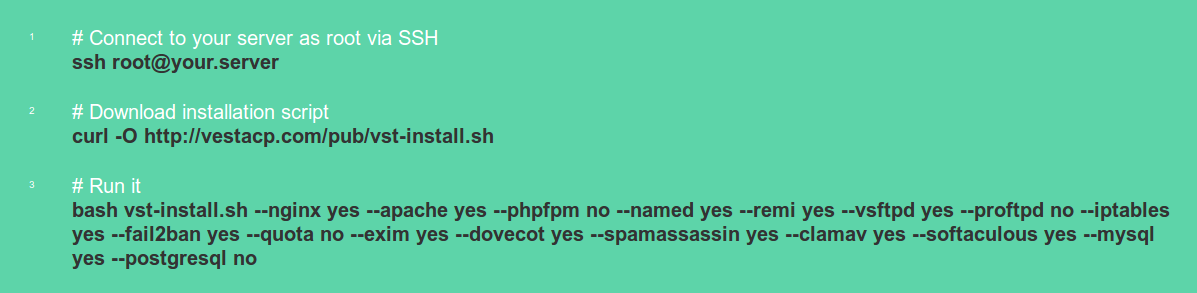 1 # Connect to your server as root via SSH
ssh root@your.server
2 # Download installation script
curl -O http://vestacp.com/pub/vst-install.sh
3 # Run it
bash vst-install.sh --nginx yes --apache yes --phpfpm no --named yes --remi yes --vsftpd yes --proftpd no --iptables
yes --fail2ban yes --quota no --exim yes --dovecot yes --spamassassin yes --clamav yes --softaculous yes --mysql
yes --postgresql no